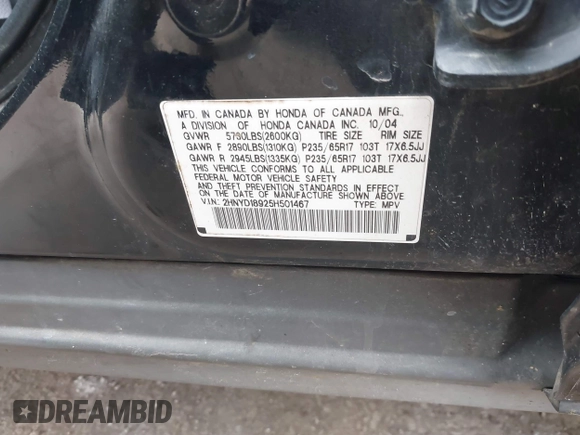 MFD. IN CANADA BY HONDA OF CANADA MFG.,
A DIVISION OF HONDA CANADA INC. 10/04
GVWR 5730LBS(2600KG) TIRE SIZE RIM SIZE
GAWR F 2890LBS(1310KG) P235/65R17 103T 17X6.5JJ
GAWR R 2945LBS(1335KG) P235/65R17 103T 17X6.5JJ
THIS VEHICLE CONFORMS TO ALL APPLICABLE
FEDERAL MOTOR VEHICLE SAFETY AND
THEFT PREVENTION STANDARDS IN EFFECT
ON THE DATE OF MANUFACTURE SHOWN ABOVE
V.I.N.: 2HNYD18925H501467 TYPE: MPV
DREAMBID